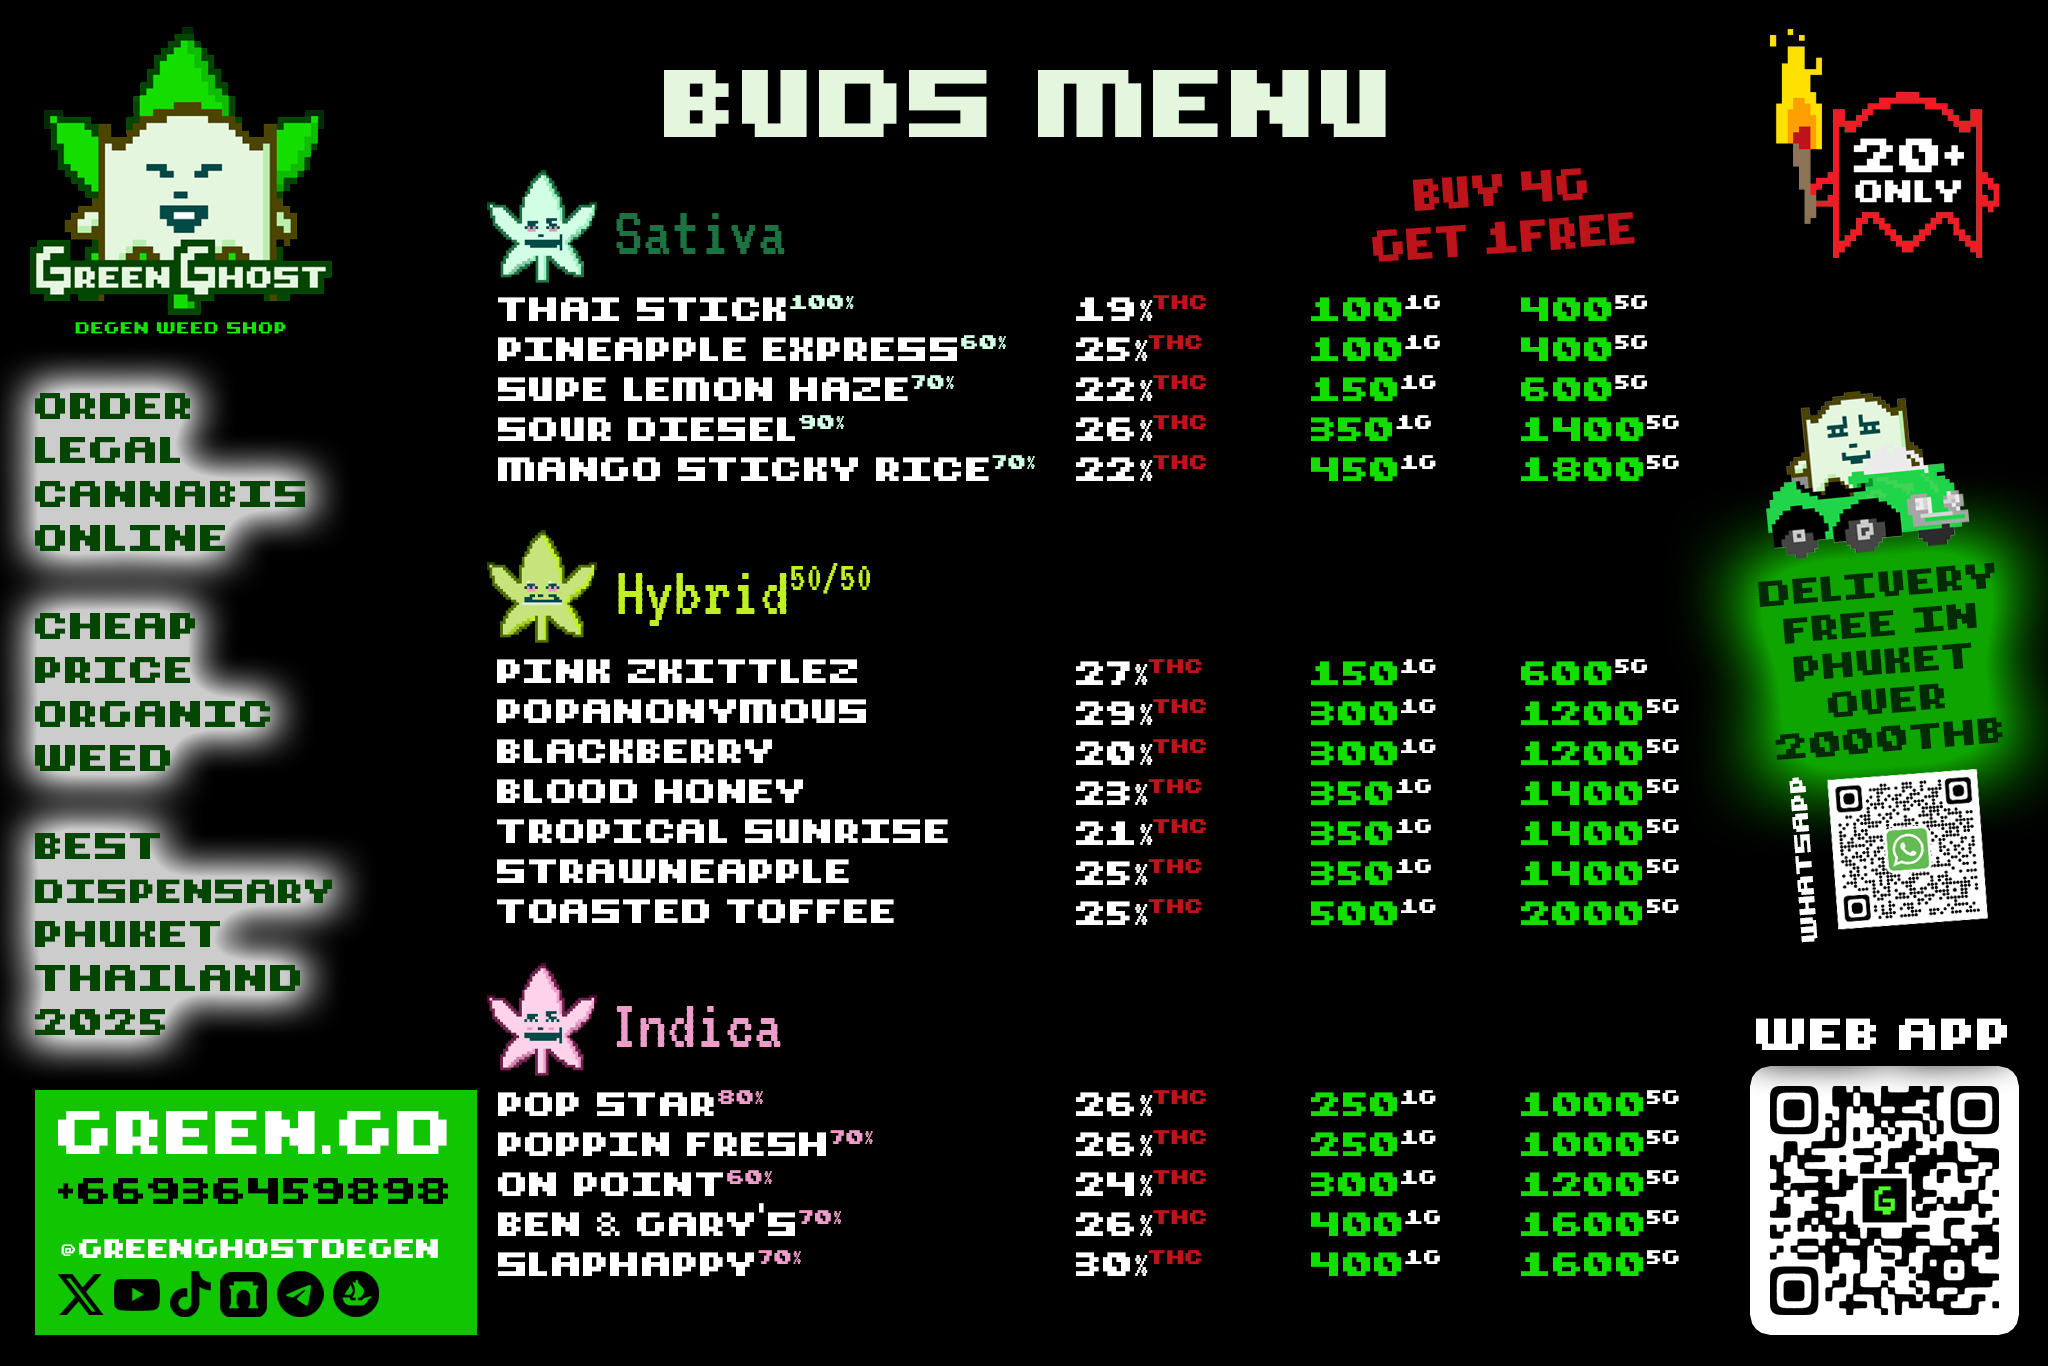 GREEN GHOST
DEGEN WEED SHOP
BUDS MENU
20+
ONLY
BUY 4G
GET 1FREE
Sativa
THAI STICK100% 19%THC 1001G 4005G
PINEAPPLE EXPRESS60% 25%THC 1001G 4005G
SUPE LEMON HAZE70% 22%THC 1501G 6005G
SOUR DIESEL90% 26%THC 3501G 14005G
MANGO STICKY RICE70% 22%THC 4501G 18005G
Hybrid50/50
PINK ZKITTLEZ 27%THC 1501G 6005G
POPANONYMOUS 29%THC 3001G 12005G
BLACKBERRY 20%THC 3001G 12005G
BLOOD HONEY 23%THC 3501G 14005G
TROPICAL SUNRISE 21%THC 3501G 14005G
STRAWNEAPPLE 25%THC 3501G 14005G
TOASTED TOFFEE 25%THC 5001G 20005G
Indica
POP STAR80% 26%THC 2501G 10005G
POPPIN FRESH70% 26%THC 2501G 10005G
ON POINT60% 24%THC 3001G 12005G
BEN & GARY'S70% 26%THC 4001G 16005G
SLAPHAPPY70% 30%THC 4001G 16005G
ORDER
LEGAL
CANNABIS
ONLINE
CHEAP
PRICE
ORGANIC
WEED
BEST
DISPENSARY
PHUKET
THAILAND
2025
GREEN.GD
+66936459898
@GREENGHOSTDEGEN
DELIVERY
FREE IN
PHUKET
OVER
2000THB
WHATSAPP
WEB APP
G